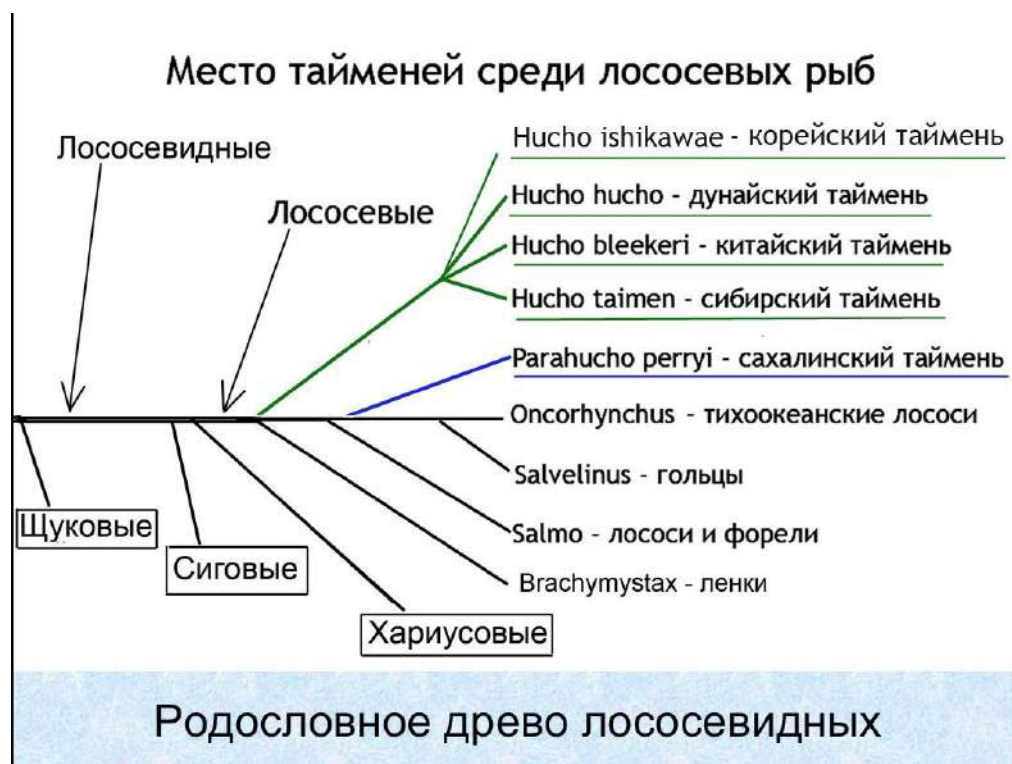 Место тайменей среди лососевых рыб
Лососевидные
Лососевые
Hucho ishikawae - корейский таймень
Hucho hucho - дунайский таймень
Hucho bleekeri - китайский таймень
Hucho taimen - сибирский таймень
Parahucho perryi - сахалинский таймень
Oncorhynchus - тихоокеанские лососи
Salvelinus - гольцы
Salmo - лососи и форели
Brachymystax - ленки
Щуковые
Сиговые
Хариусовые
Родословное древо лососевидных